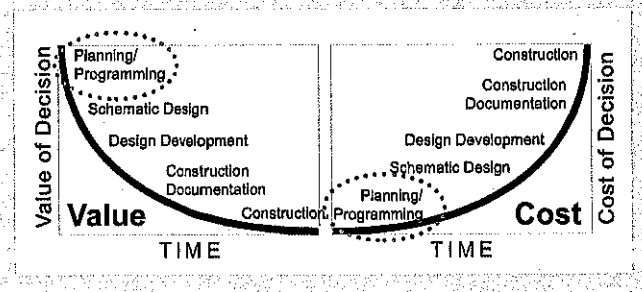 Value of Decision
Planning/
Programming
Schematic Design
Design Development
Construction
Documentation
Construction
Value
TIME
Construction
Construction
Documentation
Design Development
Schematic Design
Planning/
Programming
Cost
Cost of Decision
TIME